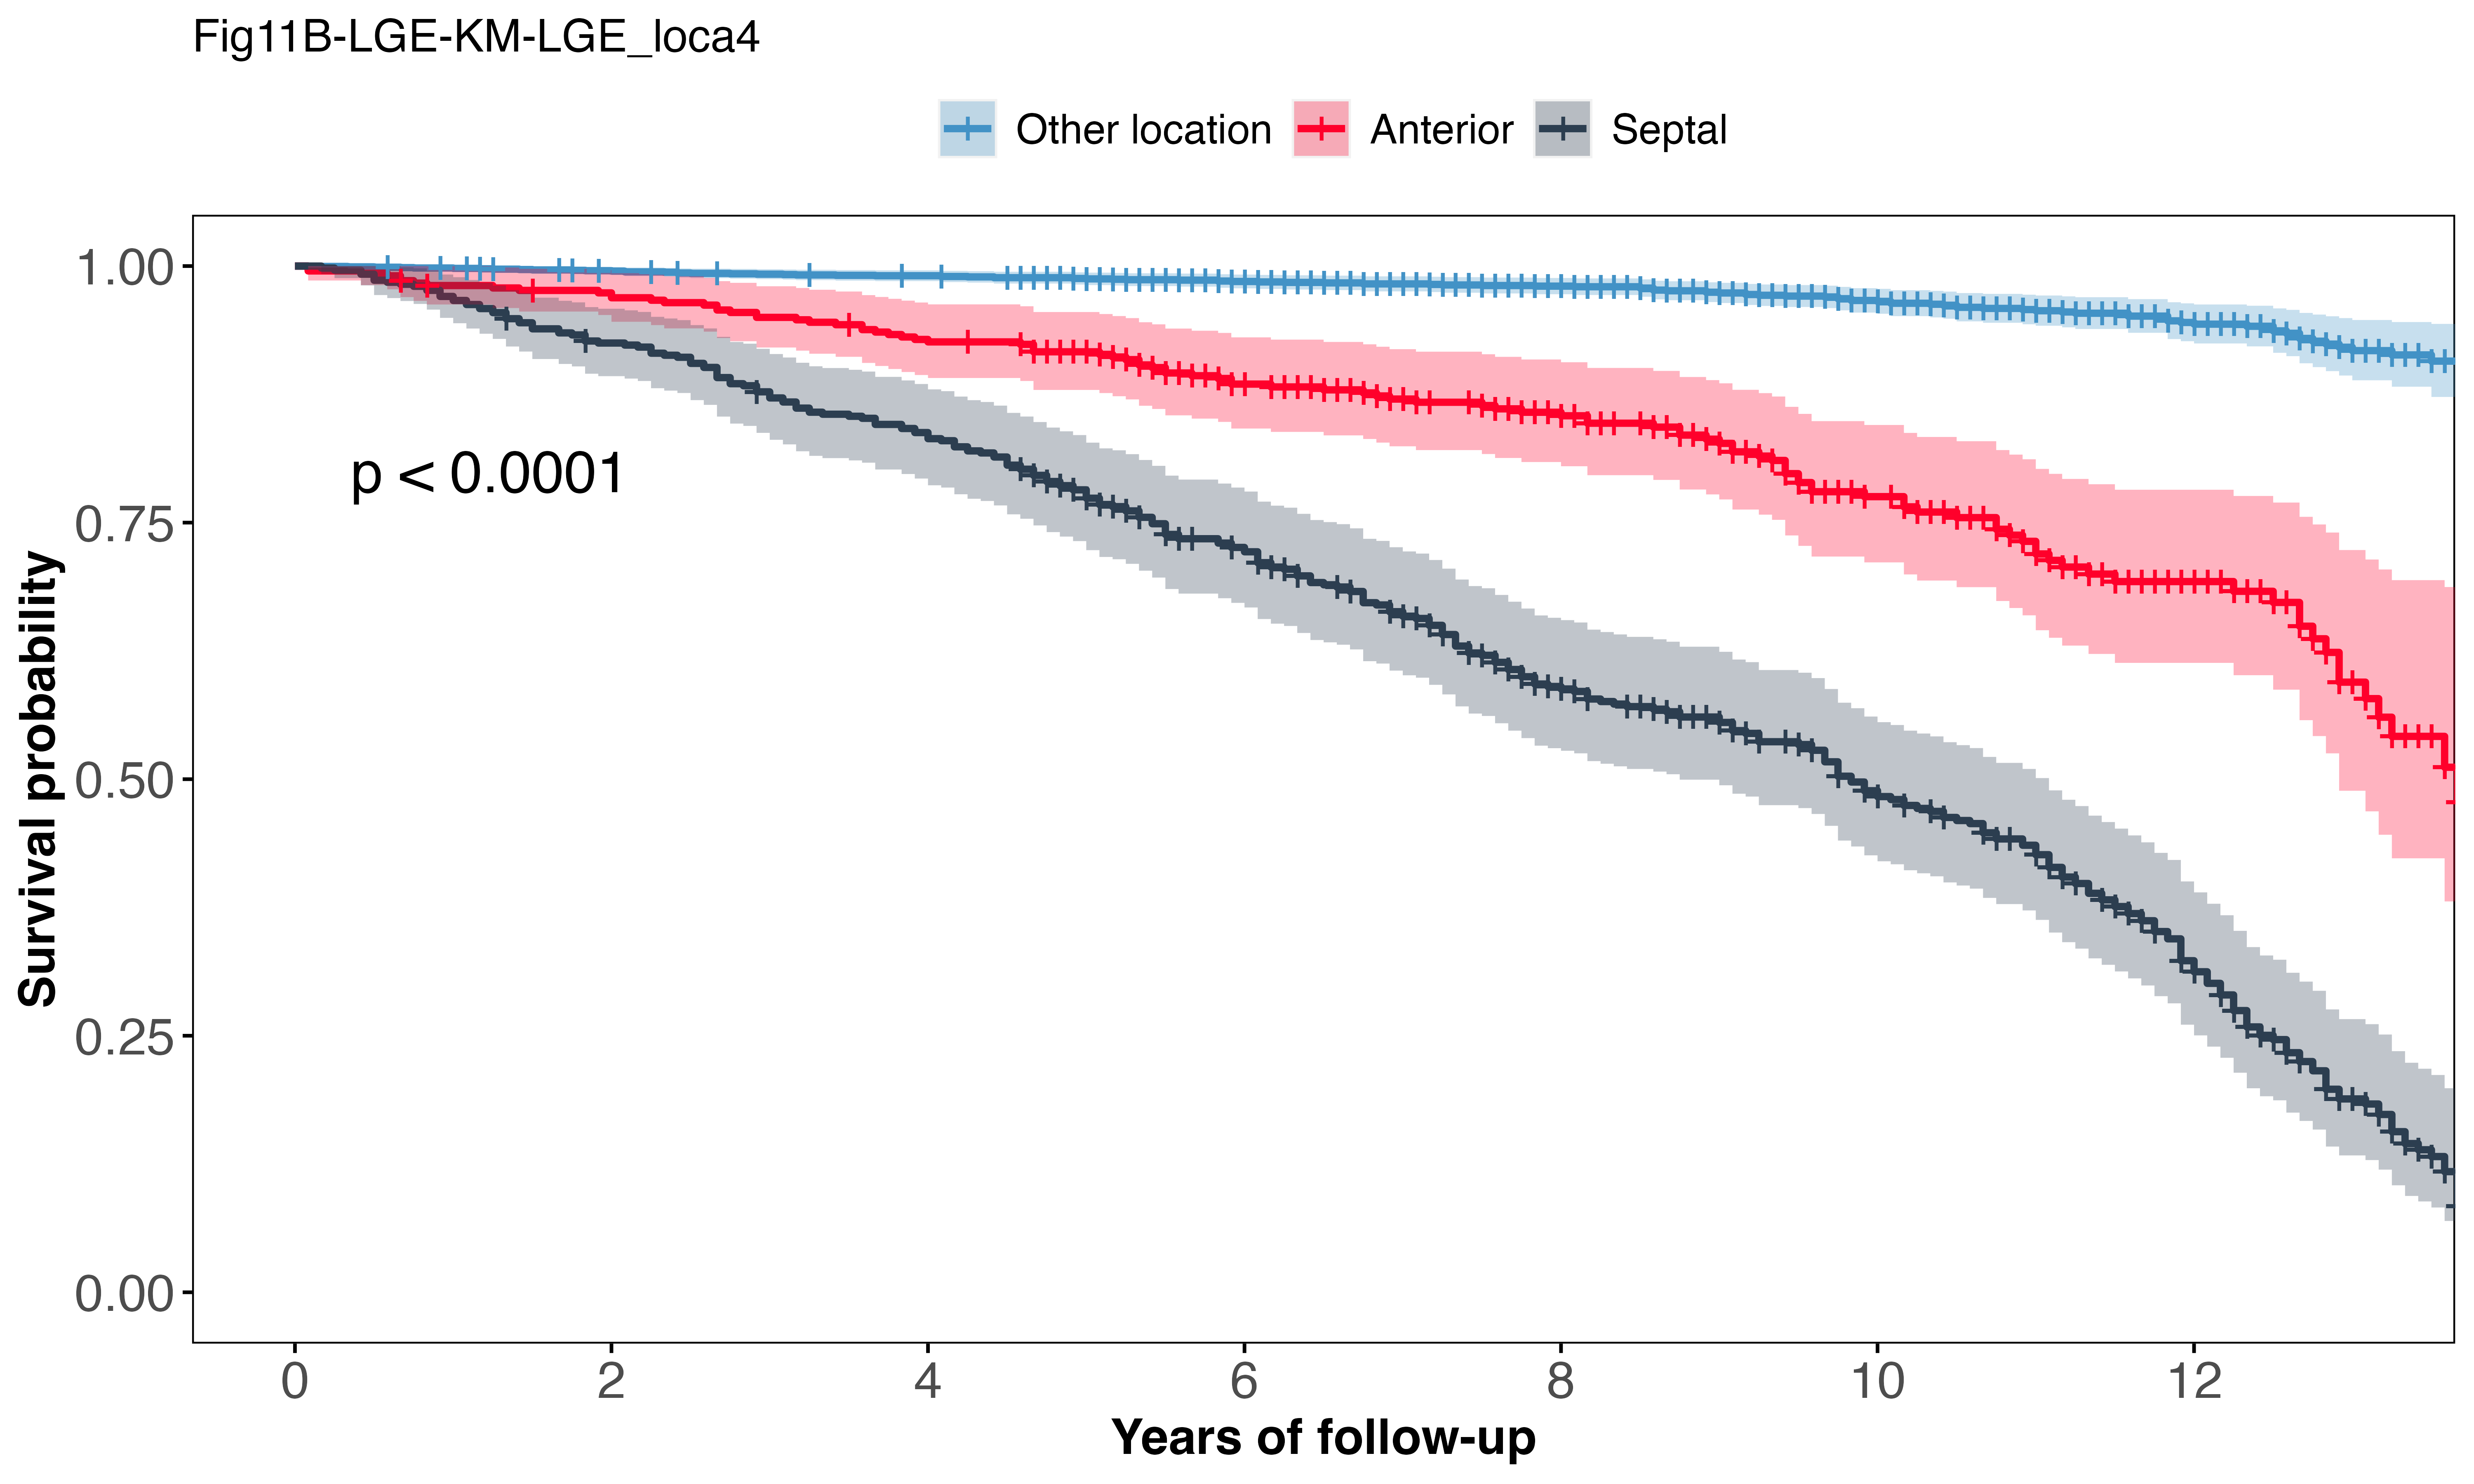 Fig11B-LGE-KM-LGE_loca4
Other location Anterior Septal
1.00
p < 0.0001
0.75
Survival probability
0.50
0.25
0.00
0 2 4 6 8 10 12
Years of follow-up